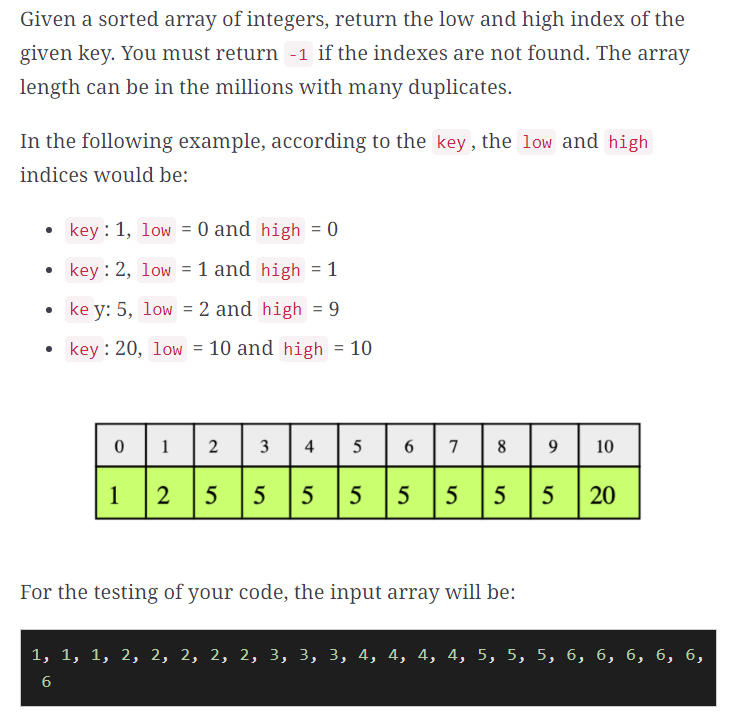 Given a sorted array of integers, return the low and high index of the
given key. You must return -1 if the indexes are not found. The array
length can be in the millions with many duplicates.
In the following example, according to the key, the low and high
indices would be:
• key: 1, low = 0 and high = 0
• key: 2, low = 1 and high = 1
• key: 5, low = 2 and high = 9
• key: 20, low = 10 and high = 10
0 1 2 3 4 5 6 7 8 9 10
1 2 5 5 5 5 5 5 5 5 20
For the testing of your code, the input array will be:
1, 1, 1, 2, 2, 2, 2, 2, 3, 3, 3, 4, 4, 4, 4, 5, 5, 5, 6, 6, 6, 6, 6,
6